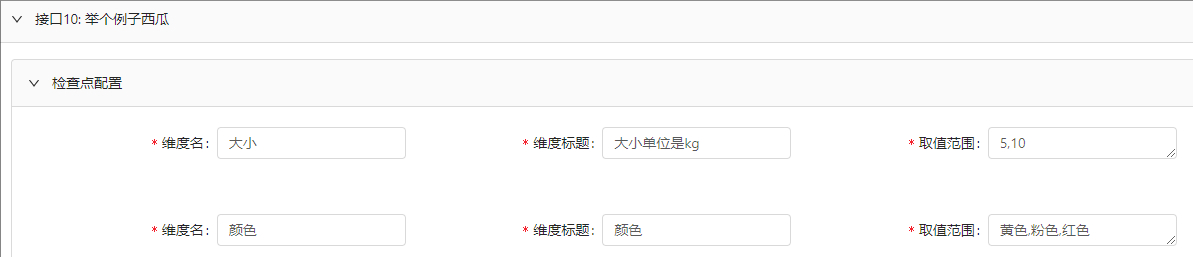 接口10: 举个例子西瓜
检查点配置
* 维度名: 大小 * 维度标题: 大小单位是kg * 取值范围: 5,10
* 维度名: 颜色 * 维度标题: 颜色 * 取值范围: 黄色,粉色,红色